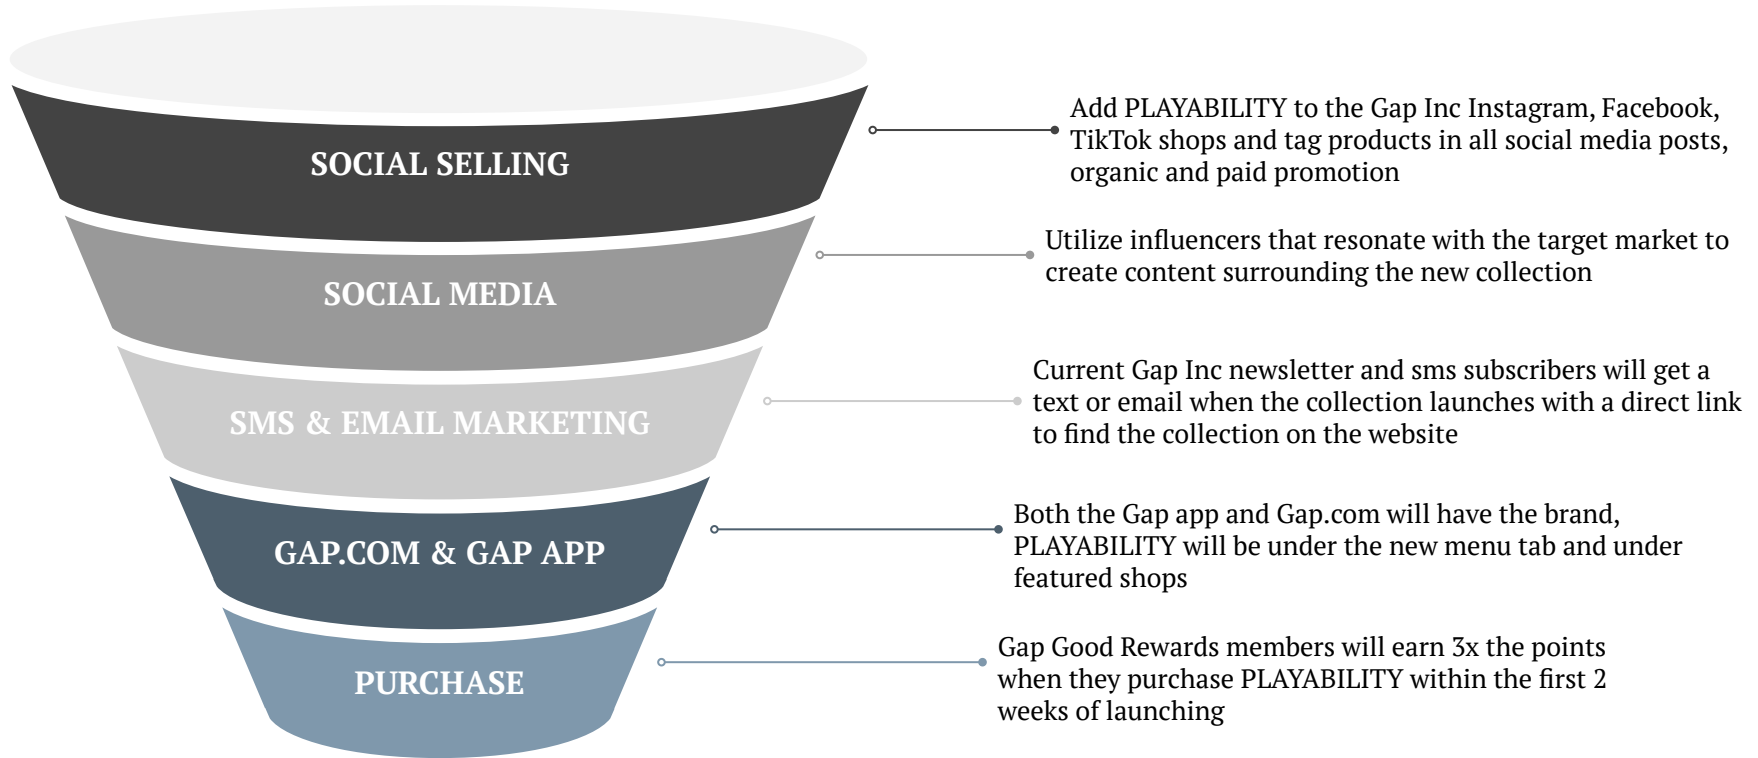 SOCIAL SELLING
Add PLAYABILITY to the Gap Inc Instagram, Facebook,
TikTok shops and tag products in all social media posts,
organic and paid promotion
SOCIAL MEDIA
Utilize influencers that resonate with the target market to
create content surrounding the new collection
SMS & EMAIL MARKETING
Current Gap Inc newsletter and sms subscribers will get a
text or email when the collection launches with a direct link
to find the collection on the website
GAP.COM & GAP APP
Both the Gap app and Gap.com will have the brand,
PLAYABILITY will be under the new menu tab and under
featured shops
PURCHASE
Gap Good Rewards members will earn 3x the points
when they purchase PLAYABILITY within the first 2
weeks of launching